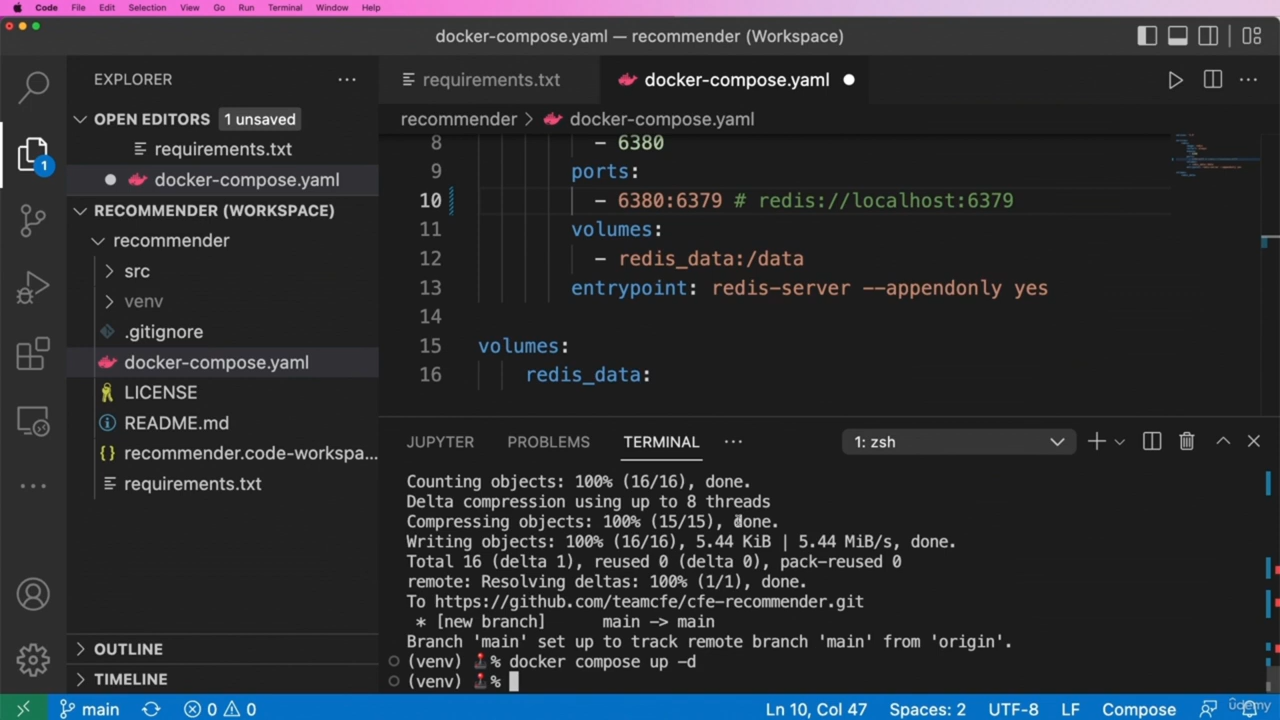 Code File Edit Selection View Go Run Terminal Window Help
docker-compose.yaml — recommender (Workspace)
EXPLORER
requirements.txt
docker-compose.yaml
OPEN EDITORS 1 unsaved
requirements.txt
docker-compose.yaml
RECOMMENDER (WORKSPACE)
recommender
src
venv
.gitignore
docker-compose.yaml
LICENSE
README.md
recommender.code-workspa...
requirements.txt
OUTLINE
TIMELINE
1
recommender > docker-compose.yaml
8 - 6380
9 ports:
10 - 6380:6379 # redis://localhost:6379
11 volumes:
12 - redis_data:/data
13 entrypoint: redis-server --appendonly yes
14
15 volumes:
16 redis_data:
JUPYTER PROBLEMS TERMINAL 1: zsh
Counting objects: 100% (16/16), done.
Delta compression using up to 8 threads
Compressing objects: 100% (15/15), done.
Writing objects: 100% (16/16), 5.44 KiB | 5.44 MiB/s, done.
Total 16 (delta 1), reused 0 (delta 0), pack-reused 0
remote: Resolving deltas: 100% (1/1), done.
To https://github.com/teamcfe/cfe-recommender.git
* [new branch] main -> main
Branch 'main' set up to track remote branch 'main' from 'origin'.
(venv) % docker compose up -d
(venv) %
main 0 0 Ln 10, Col 47 Spaces: 2 UTF-8 LF Compose
udemy